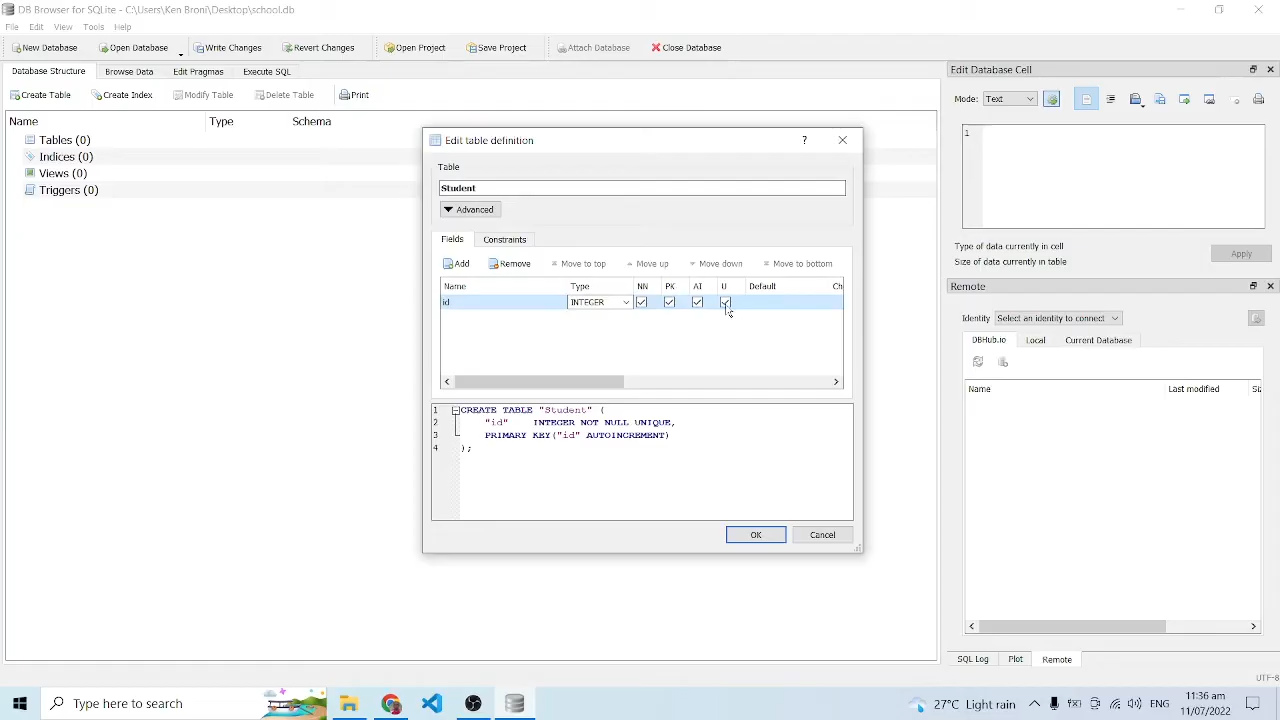 DB Browser for SQLite - C:\Users\Ken Broni\Desktop\school.db
File Edit View Tools Help
New Database Open Database Write Changes Revert Changes Open Project Save Project Attach Database Close Database
Database Structure Browse Data Edit Pragmas Execute SQL
Create Table Create Index Modify Table Delete Table Print
Name Type Schema
Tables (0)
Indices (0)
Views (0)
Triggers (0)
Edit table definition ?
Table
Student
Advanced
Fields Constraints
Add Remove Move to top Move up Move down Move to bottom
Name Type NN PK AI U Default Ch
id INTEGER
1 CREATE TABLE "Student" (
2 "id" INTEGER NOT NULL UNIQUE,
3 PRIMARY KEY("id" AUTOINCREMENT)
4 );
OK Cancel
Edit Database Cell
Mode: Text
1
Type of data currently in cell
Size of data currently in table
Apply
Remote
Identity Select an identity to connect
DBHub.io Local Current Database
Name Last modified Si
SQL Log Plot Remote
UTF-8
Type here to search
27°C Light rain ENG
11:36 am
11/07/2022